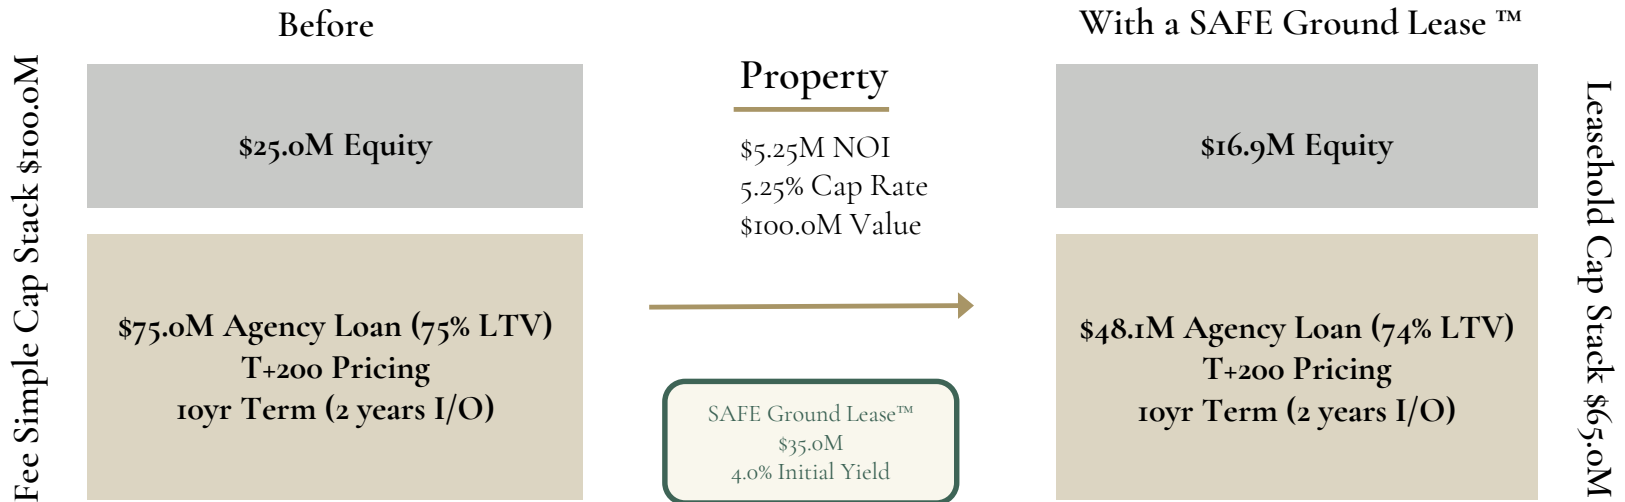 Before
Fee Simple Cap Stack $100.0M
$25.0M Equity
$75.0M Agency Loan (75% LTV)
T+200 Pricing
10yr Term (2 years I/O)
Property
$5.25M NOI
5.25% Cap Rate
$100.0M Value
SAFE Ground Lease™
$35.0M
4.0% Initial Yield
With a SAFE Ground Lease ™
$16.9M Equity
$48.1M Agency Loan (74% LTV)
T+200 Pricing
10yr Term (2 years I/O)
Leasehold Cap Stack $65.0M